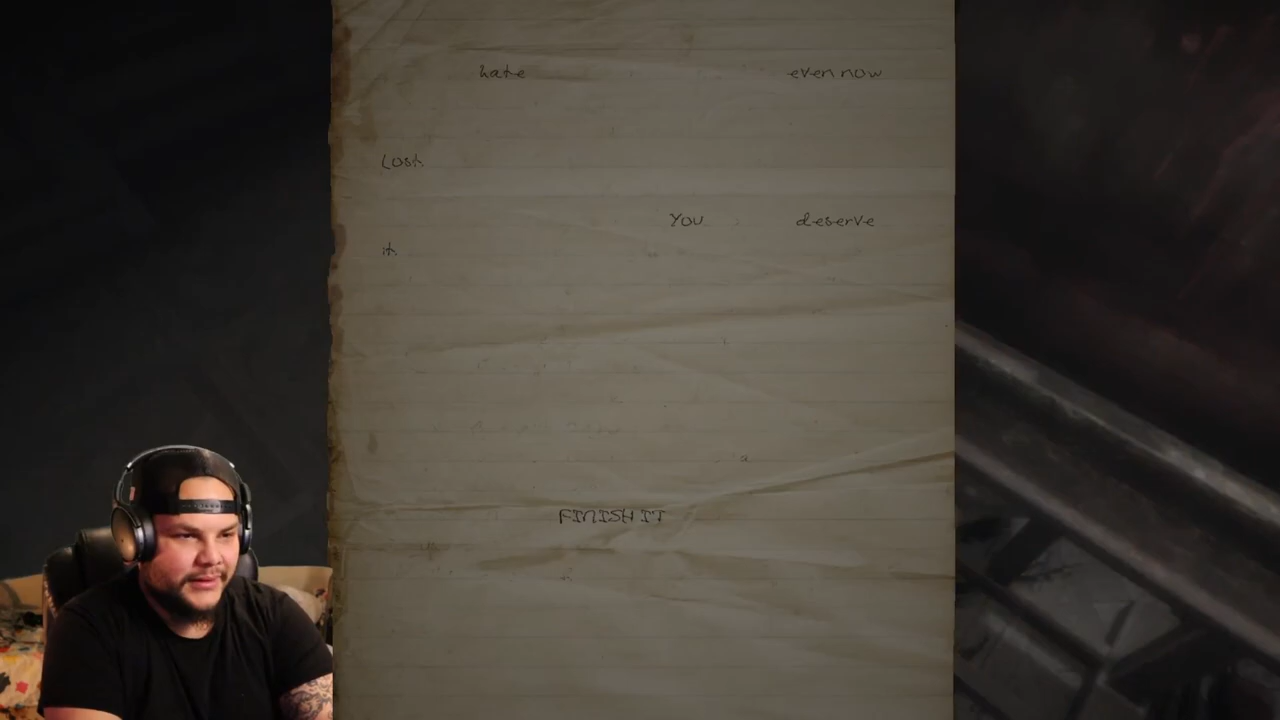 hate even now
Lost.
You deserve
it.
a
FINISH IT